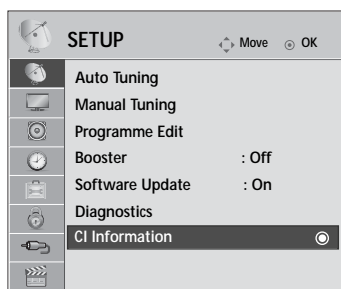 SETUP Move OK
Auto Tuning
Manual Tuning
Programme Edit
Booster : Off
Software Update : On
Diagnostics
CI Information